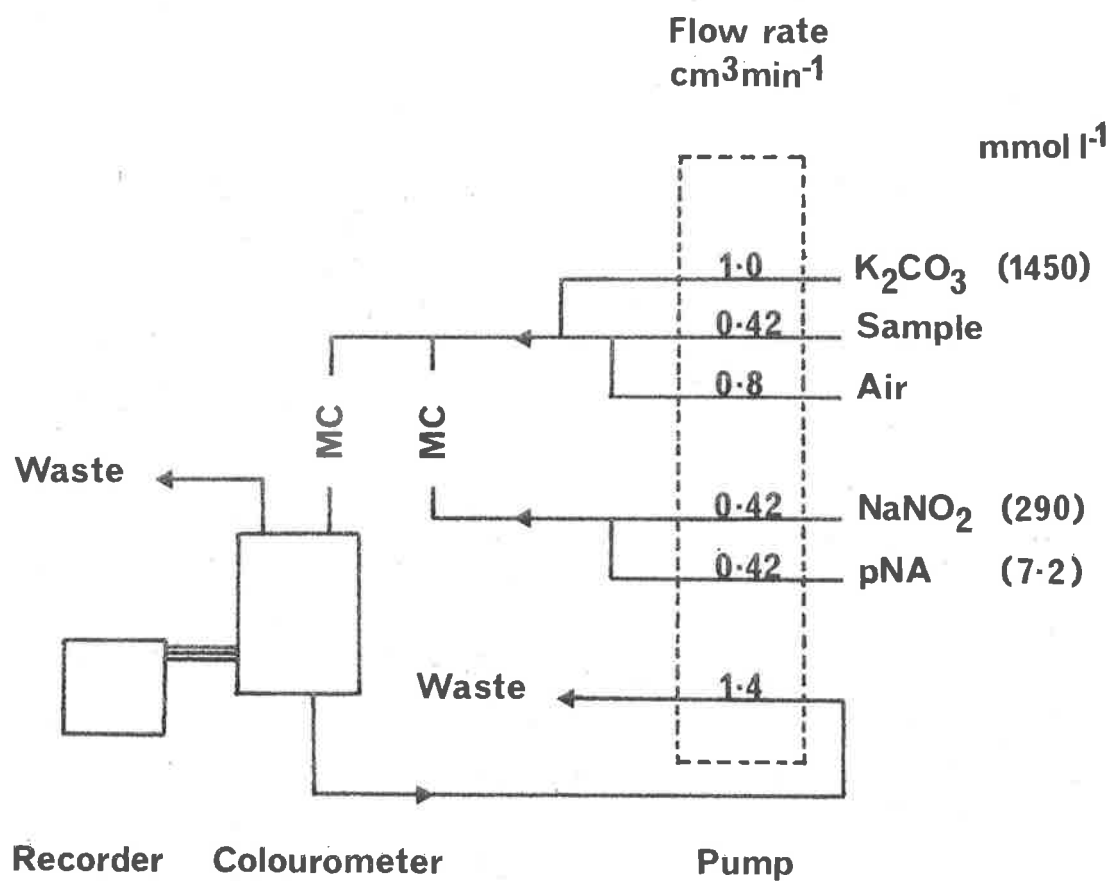 Flow rate
cm³min⁻¹
mmol l⁻¹
1·0 K₂CO₃ (1450)
0·42 Sample
0·8 Air
MC MC
Waste
0·42 NaNO₂ (290)
0·42 pNA (7·2)
Waste 1·4
Recorder Colourometer Pump